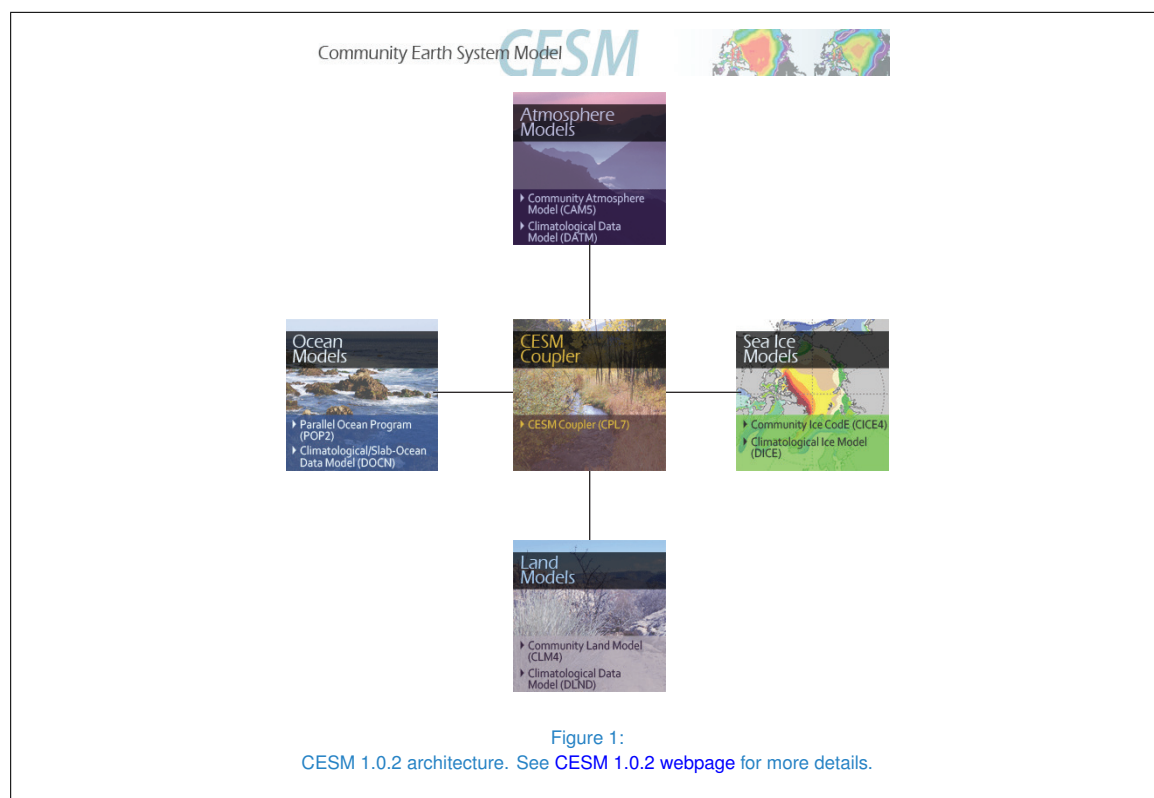 Community Earth System Model CESM
Atmosphere
Models
Community Atmosphere
Model (CAM5)
Climatological Data
Model (DATM)
Ocean
Models
Parallel Ocean Program
(POP2)
Climatological/Slab-Ocean
Data Model (DOCN)
CESM
Coupler
CESM Coupler (CPL7)
Sea Ice
Models
Community Ice CodE (CICE4)
Climatological Ice Model
(DICE)
Land
Models
Community Land Model
(CLM4)
Climatological Data
Model (DLND)
Figure 1:
CESM 1.0.2 architecture. See CESM 1.0.2 webpage for more details.